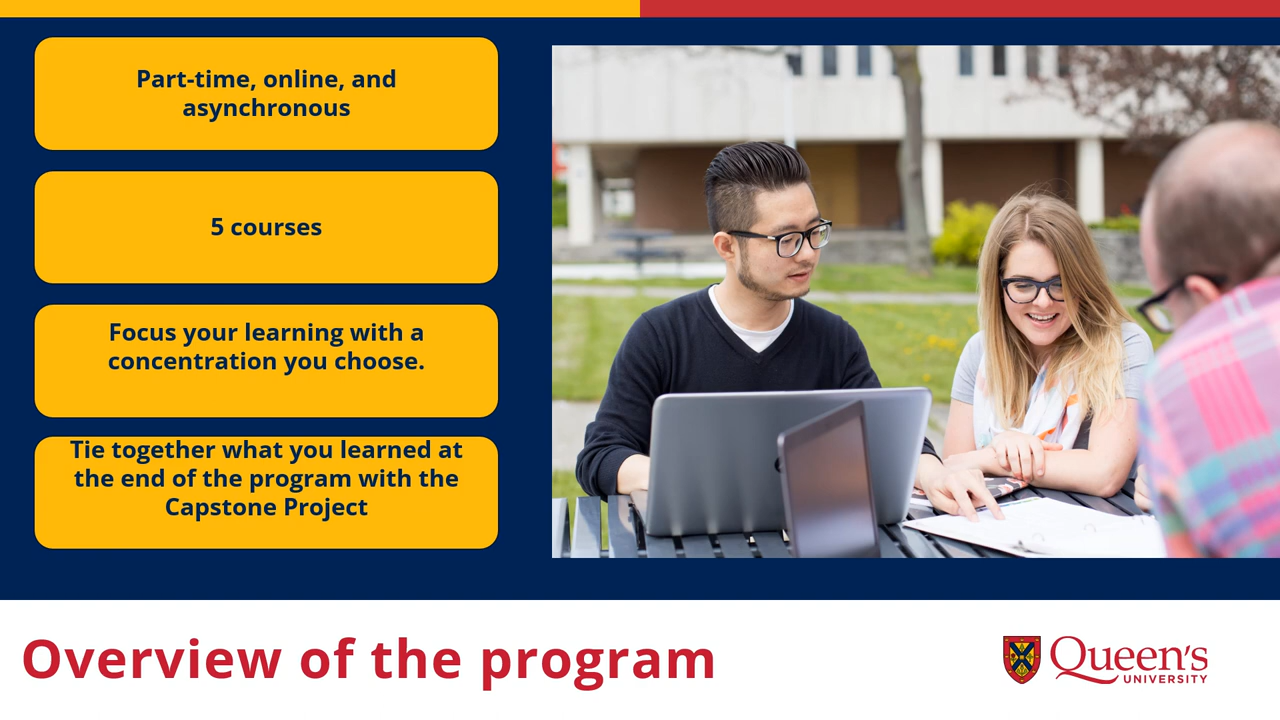 Part-time, online, and
asynchronous
5 courses
Focus your learning with a
concentration you choose.
Tie together what you learned at
the end of the program with the
Capstone Project
Overview of the program
Queen's
UNIVERSITY